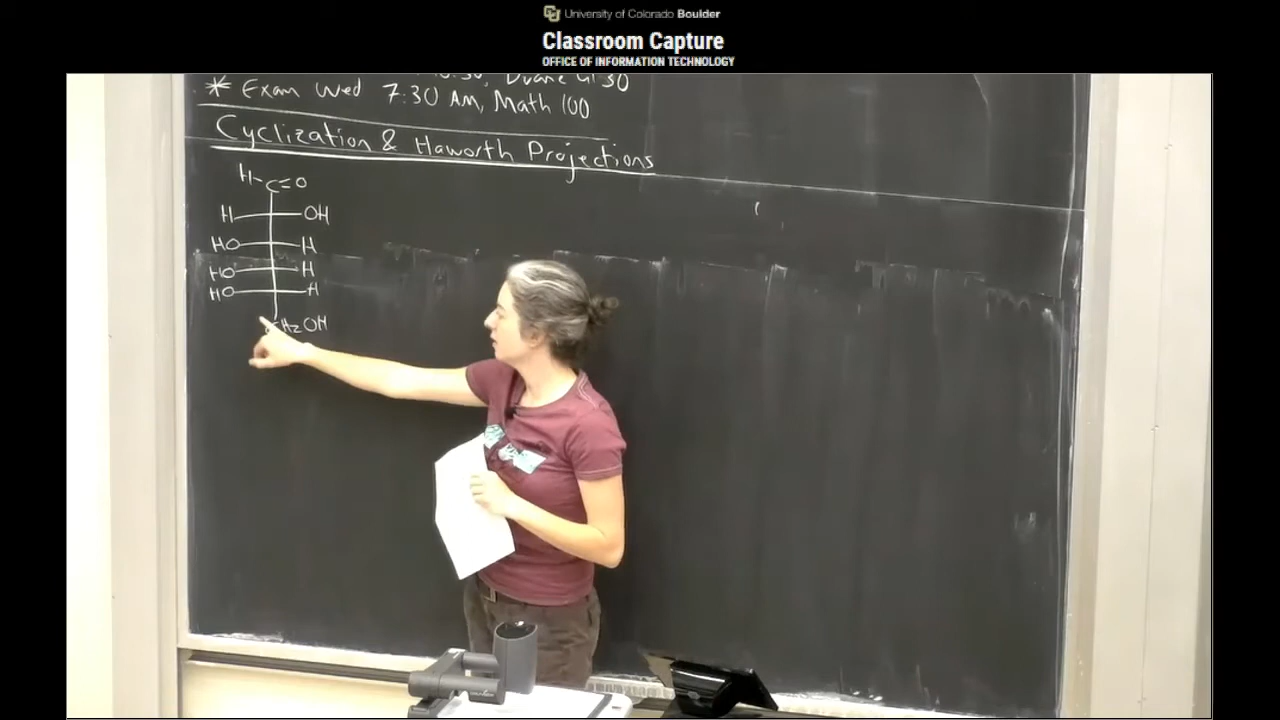 University of Colorado Boulder
Classroom Capture
OFFICE OF INFORMATION TECHNOLOGY
* Exam Wed 7:30 AM, Math 100
Cyclization & Haworth Projections
H-C=O
H OH
HO H
HO H
HO H
CH2OH